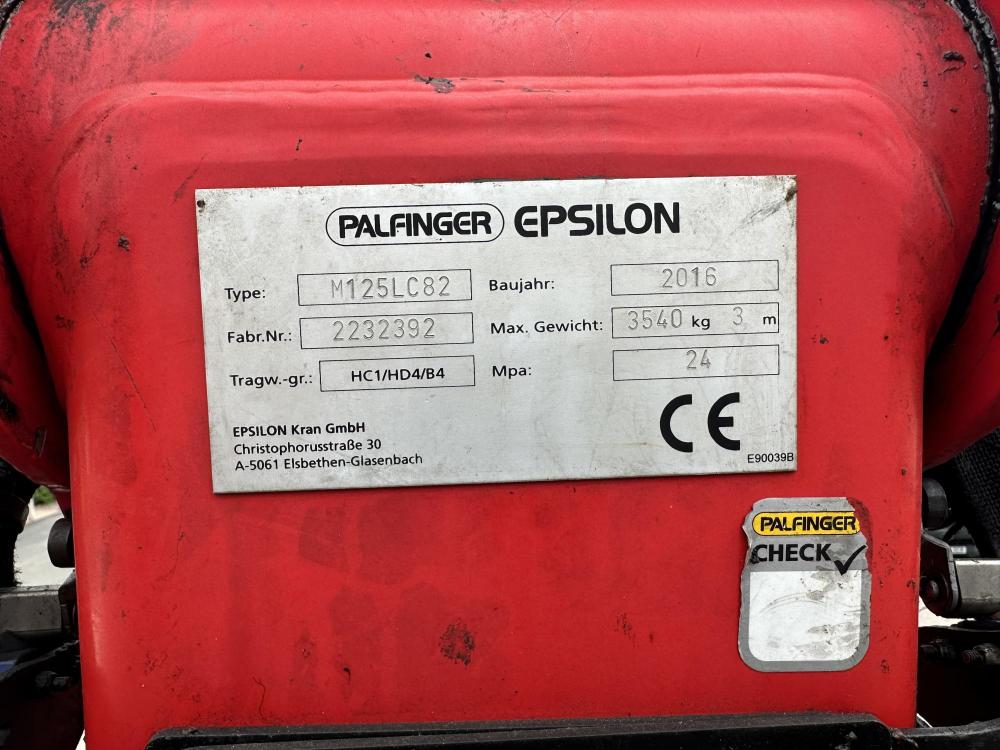 PALFINGER EPSILON
Type: M125LC82 Baujahr: 2016
Fabr.Nr.: 2232392 Max. Gewicht: 3540 kg 3 m
Tragw.-gr.: HC1/HD4/B4 Mpa: 24
EPSILON Kran GmbH
Christophorusstraße 30
A-5061 Elsbethen-Glasenbach
CE
E90039B
PALFINGER
CHECK